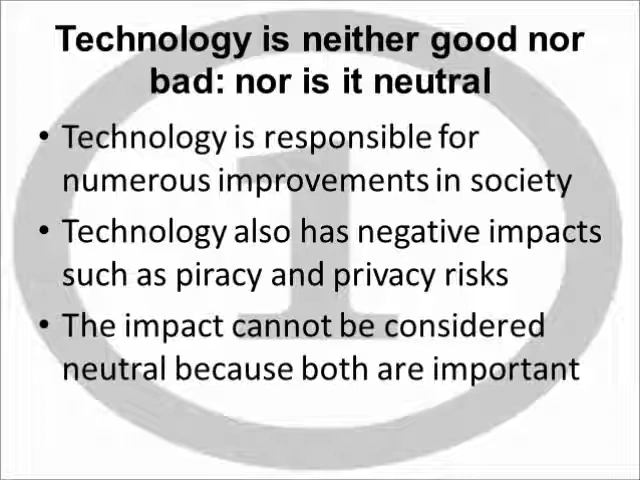 Technology is neither good nor
bad: nor is it neutral
• Technology is responsible for
numerous improvements in society
• Technology also has negative impacts
such as piracy and privacy risks
• The impact cannot be considered
neutral because both are important
1